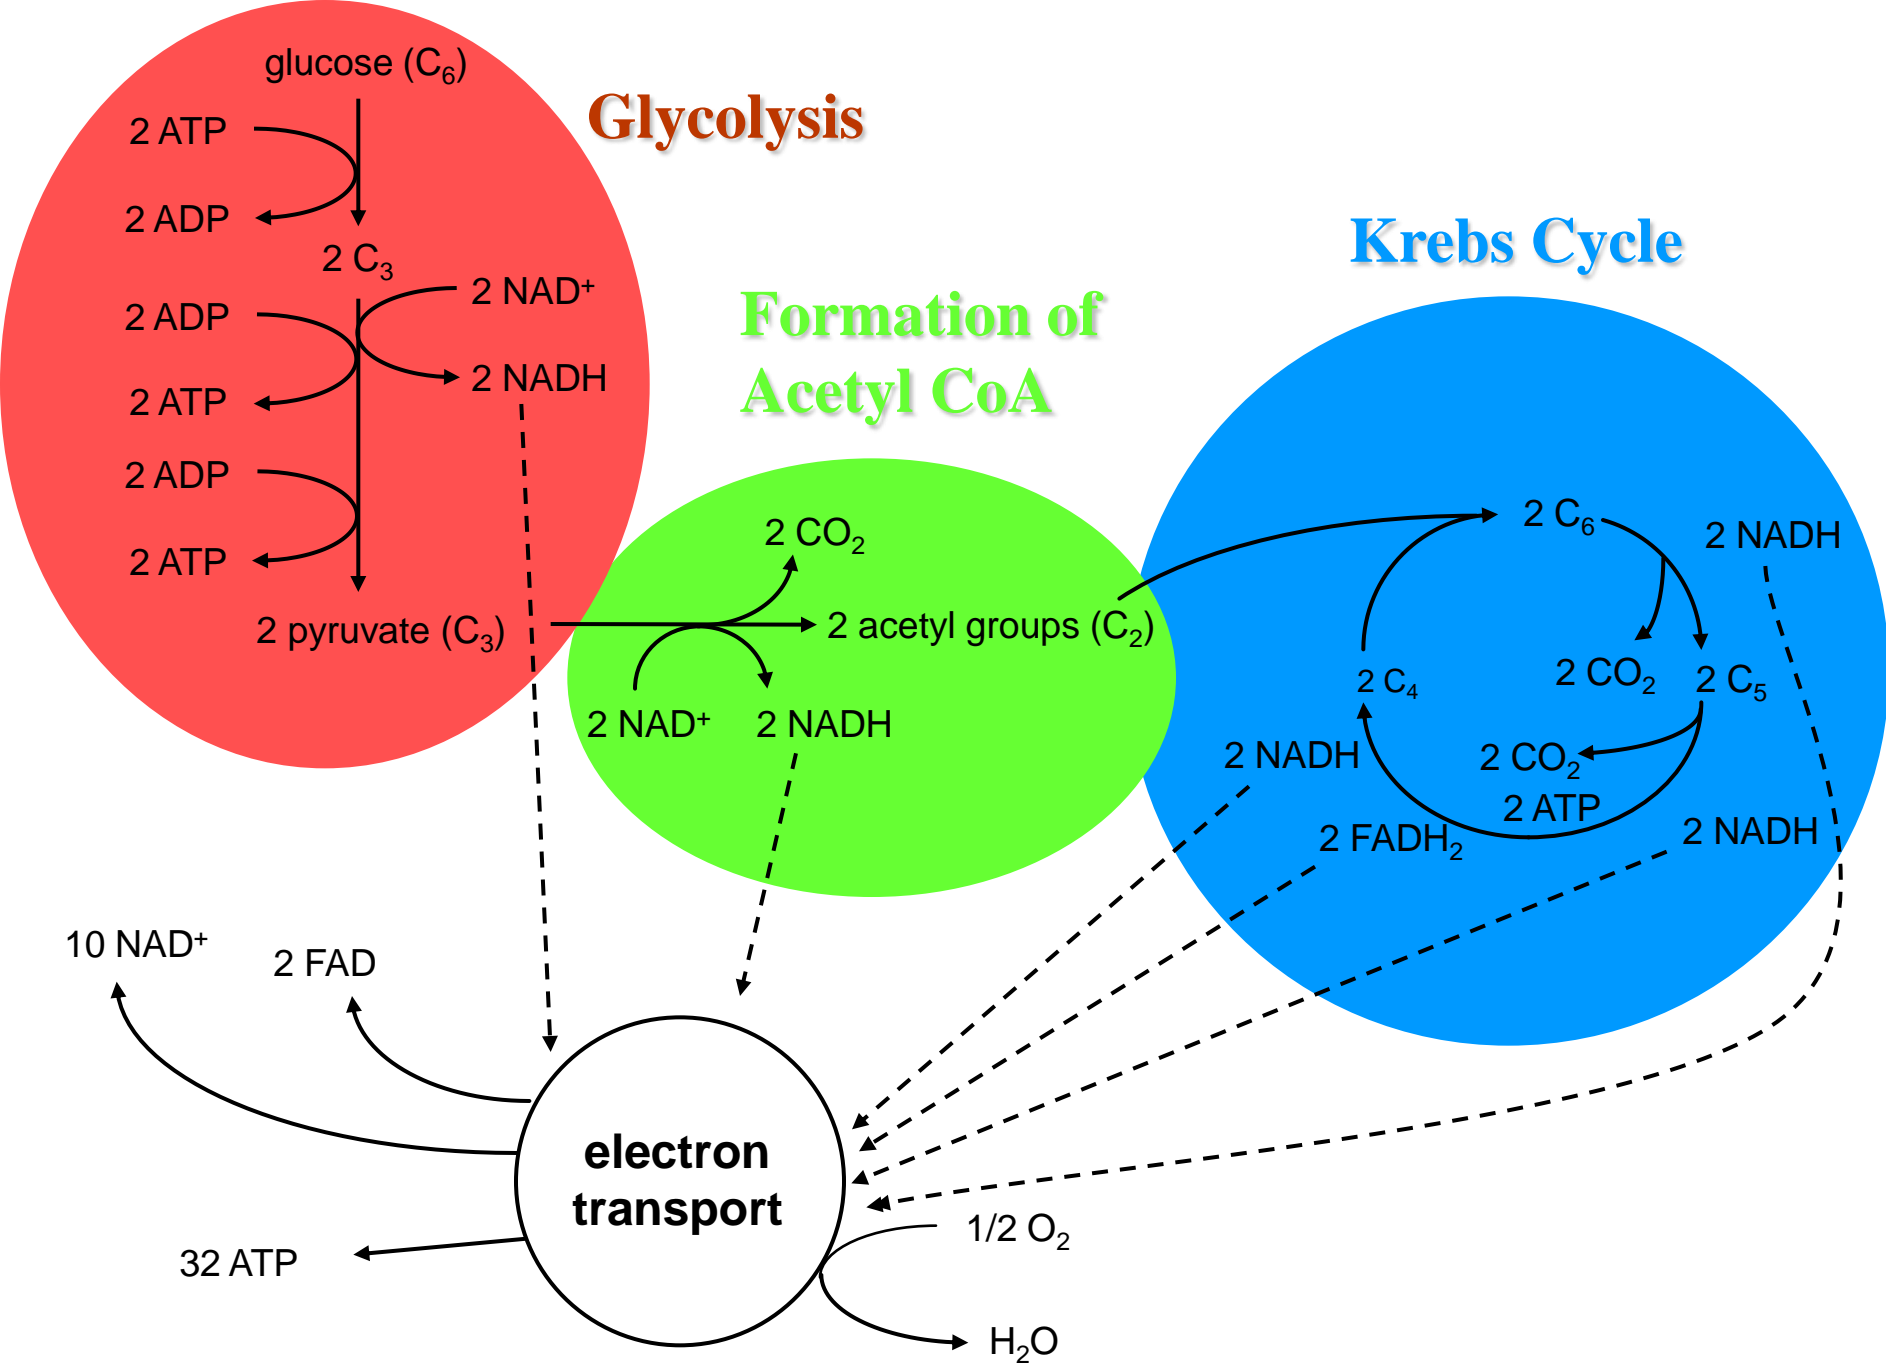 glucose (C₆)
Glycolysis
2 ATP
2 ADP
2 C₃
2 NAD⁺
2 ADP
2 NADH
2 ATP
2 ADP
2 ATP
2 pyruvate (C₃)
Formation of
Acetyl CoA
2 CO₂
2 acetyl groups (C₂)
2 NAD⁺
2 NADH
Krebs Cycle
2 C₆
2 NADH
2 CO₂
2 C₅
2 C₄
2 NADH
2 CO₂
2 ATP
2 FADH₂
2 NADH
10 NAD⁺
2 FAD
electron
transport
32 ATP
1/2 O₂
H₂O